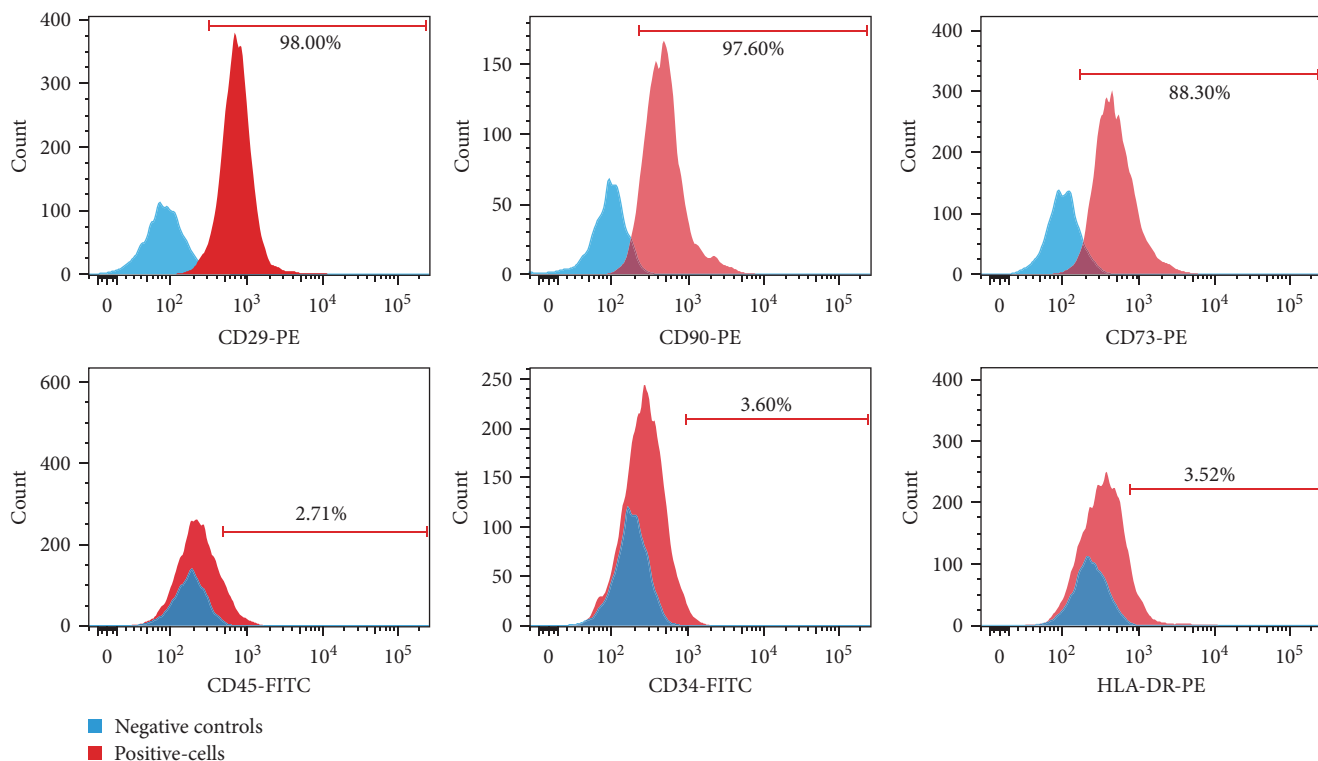 400
300
200
100
0
Count
98.00%
0 10² 10³ 10⁴ 10⁵
CD29-PE
150
100
50
0
Count
97.60%
0 10² 10³ 10⁴ 10⁵
CD90-PE
400
300
200
100
0
Count
88.30%
0 10² 10³ 10⁴ 10⁵
CD73-PE
600
400
200
0
Count
2.71%
0 10² 10³ 10⁴ 10⁵
CD45-FITC
250
200
150
100
50
0
Count
3.60%
0 10² 10³ 10⁴ 10⁵
CD34-FITC
400
300
200
100
0
Count
3.52%
0 10² 10³ 10⁴ 10⁵
HLA-DR-PE
Negative controls
Positive-cells